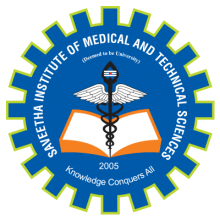 SAVEETHA INSTITUTE OF MEDICAL AND TECHNICAL SCIENCES
(Deemed to be University)
2005
Knowledge Conquers All